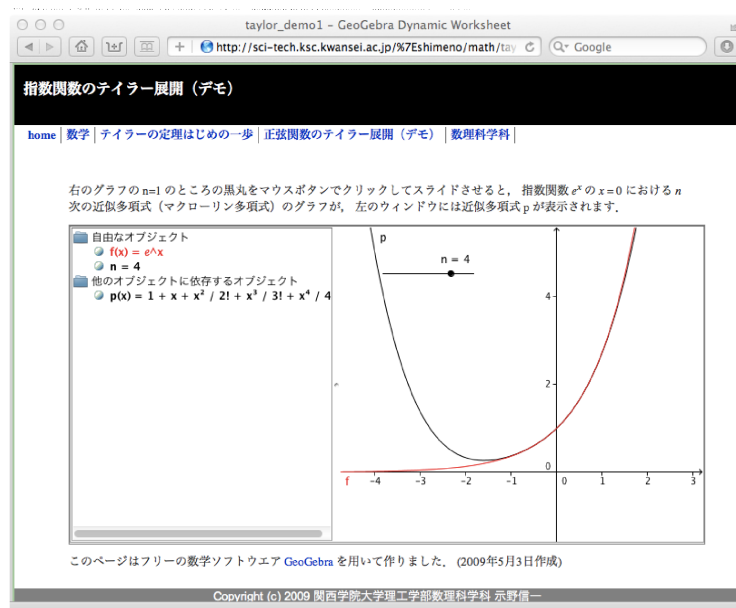 taylor_demo1 – GeoGebra Dynamic Worksheet
http://sci-tech.ksc.kwansei.ac.jp/%7Eshimeno/math/tay
Google
指数関数のテイラー展開（デモ）
home | 数学 | テイラーの定理はじめの一歩 | 正弦関数のテイラー展開（デモ） | 数理科学科 |
右のグラフの n=1 のところの黒丸をマウスボタンでクリックしてスライドさせると， 指数関数 eˣ の x = 0 における n
次の近似多項式（マクローリン多項式）のグラフが， 左のウィンドウには近似多項式 p が表示されます．
自由なオブジェクト
f(x) = e^x
n = 4
他のオブジェクトに依存するオブジェクト
p(x) = 1 + x + x² / 2! + x³ / 3! + x⁴ / 4
p
n = 4
4
2
0
f -4 -3 -2 -1 0 1 2 3
このページはフリーの数学ソフトウエア GeoGebra を用いて作りました． (2009年5月3日作成)
Copyright (c) 2009 関西学院大学理工学部数理科学科 示野信一